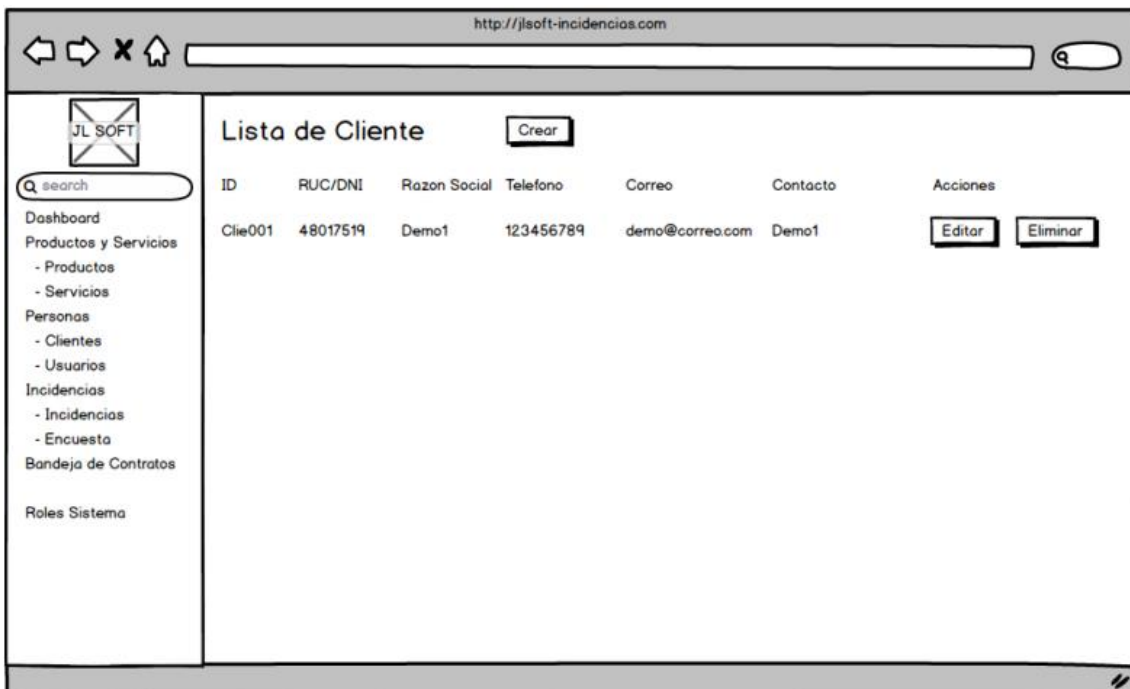 http://jlsoft-incidencias.com
JL SOFT
search
Dashboard
Productos y Servicios
- Productos
- Servicios
Personas
- Clientes
- Usuarios
Incidencias
- Incidencias
- Encuesta
Bandeja de Contratos
Roles Sistema
Lista de Cliente Crear
ID RUC/DNI Razon Social Telefono Correo Contacto Acciones
Clie001 48017519 Demo1 123456789 demo@correo.com Demo1 Editar Eliminar